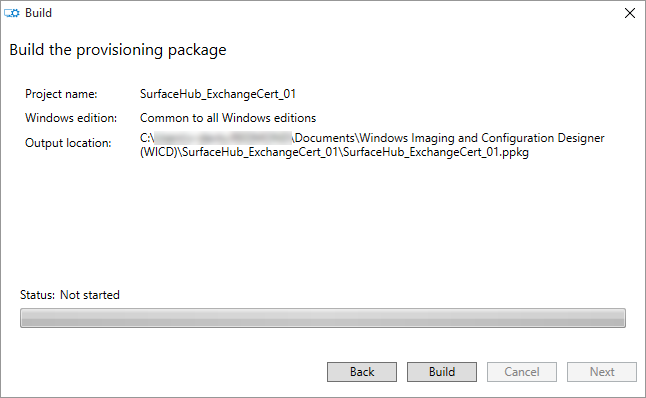 Build
Build the provisioning package
Project name: SurfaceHub_ExchangeCert_01
Windows edition: Common to all Windows editions
Output location: C:\ \Documents\Windows Imaging and Configuration Designer
(WICD)\SurfaceHub_ExchangeCert_01\SurfaceHub_ExchangeCert_01.ppkg
Status: Not started
Back Build Cancel Next